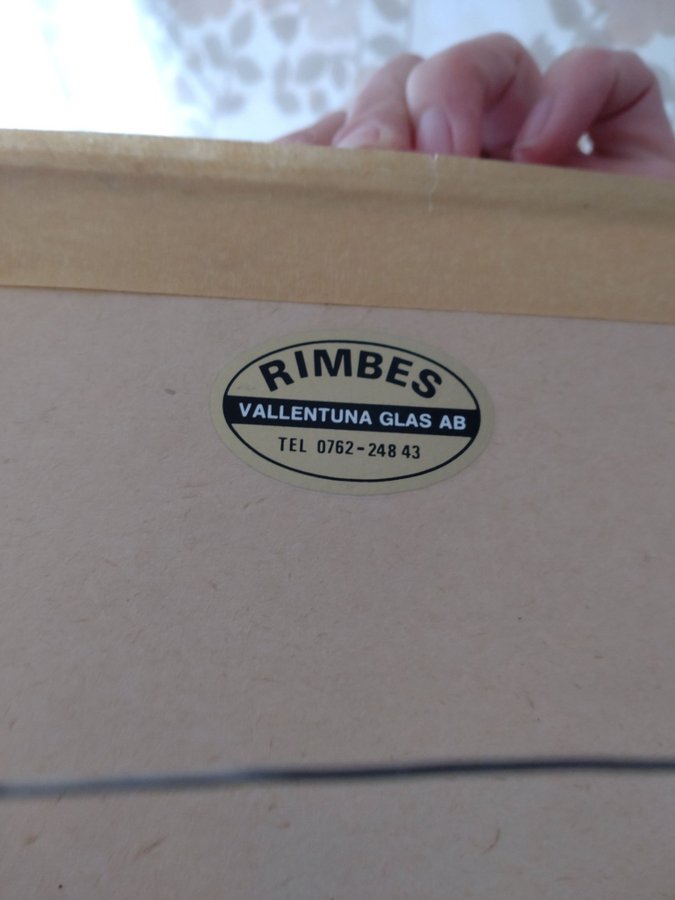 RIMBES
VALLENTUNA GLAS AB
TEL 0762-248 43